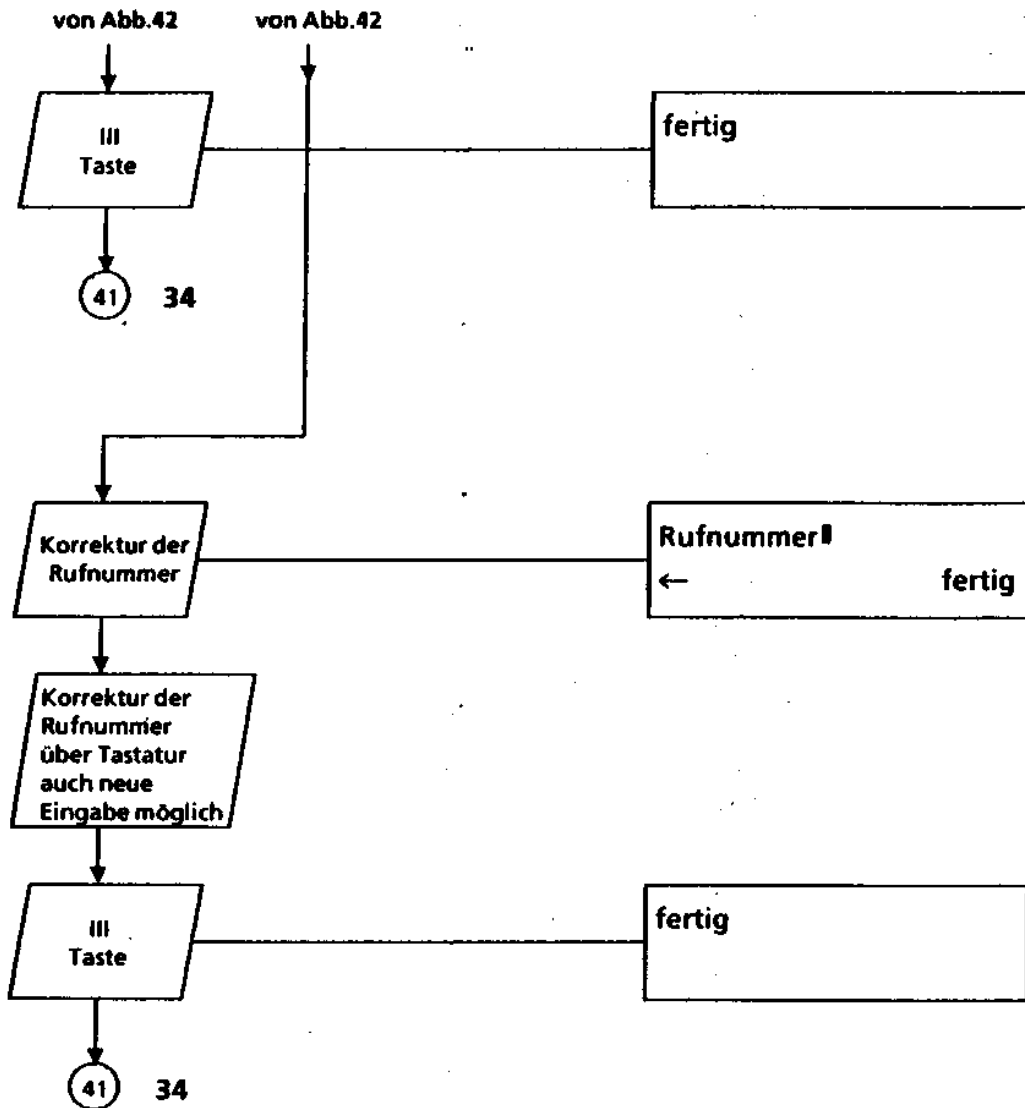 von Abb.42 von Abb.42
III
Taste
fertig
41 34
Korrektur der
Rufnummer
Rufnummer
← fertig
Korrektur der
Rufnummer
über Tastatur
auch neue
Eingabe möglich
III
Taste
fertig
41 34